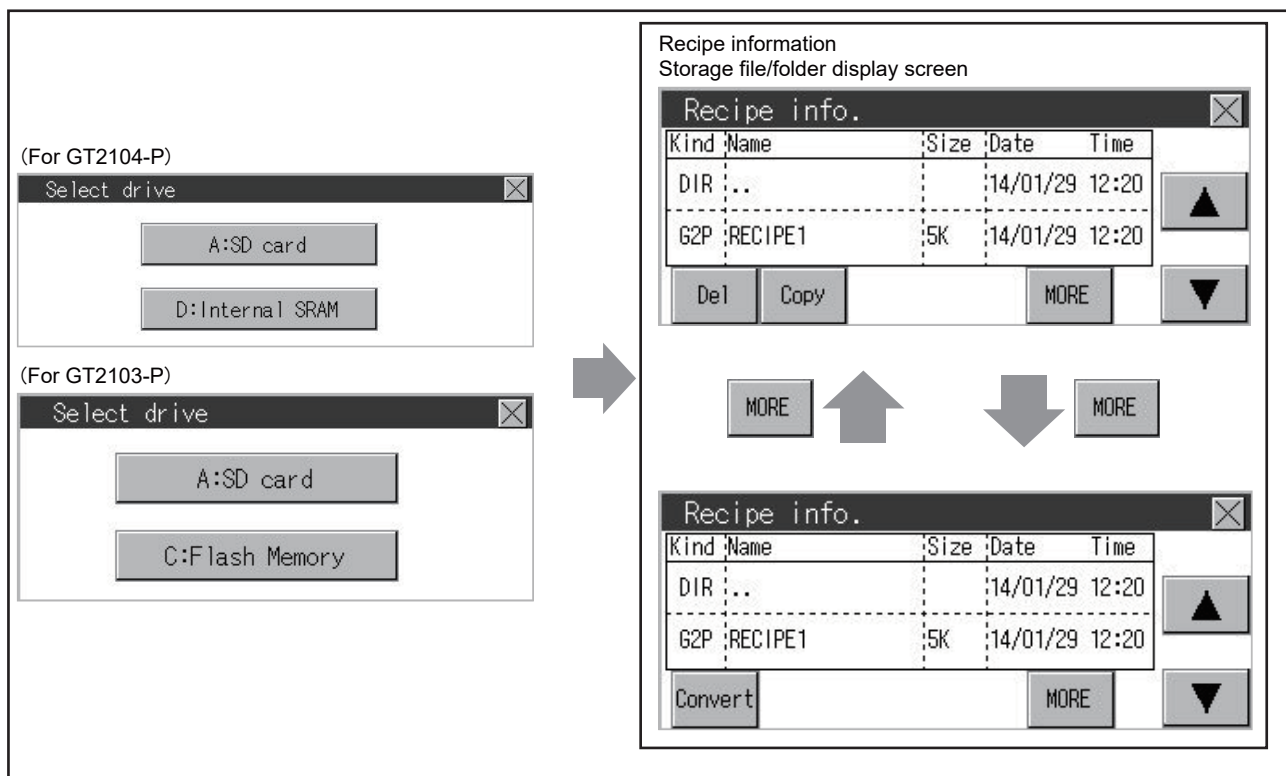 (For GT2104-P)
Select drive
A:SD card
D:Internal SRAM
(For GT2103-P)
Select drive
A:SD card
C:Flash Memory
Recipe information
Storage file/folder display screen
Recipe info.
Kind Name Size Date Time
DIR .. 14/01/29 12:20
G2P RECIPE1 5K 14/01/29 12:20
Del Copy MORE
MORE MORE
Recipe info.
Kind Name Size Date Time
DIR .. 14/01/29 12:20
G2P RECIPE1 5K 14/01/29 12:20
Convert MORE